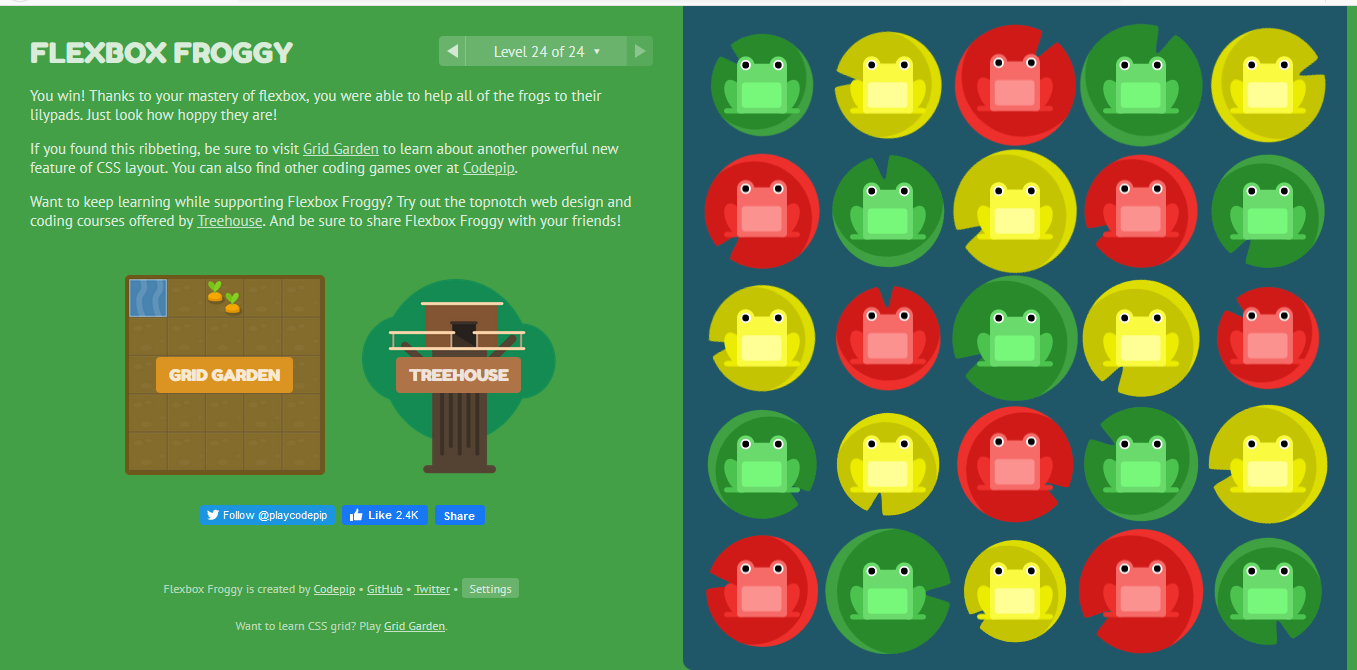 FLEXBOX FROGGY
Level 24 of 24
You win! Thanks to your mastery of flexbox, you were able to help all of the frogs to their
lilypads. Just look how hoppy they are!
If you found this ribbeting, be sure to visit Grid Garden to learn about another powerful new
feature of CSS layout. You can also find other coding games over at Codepip.
Want to keep learning while supporting Flexbox Froggy? Try out the topnotch web design and
coding courses offered by Treehouse. And be sure to share Flexbox Froggy with your friends!
GRID GARDEN
TREEHOUSE
Follow @playcodepip
Like 2.4K
Share
Flexbox Froggy is created by Codepip • GitHub • Twitter • Settings
Want to learn CSS grid? Play Grid Garden.